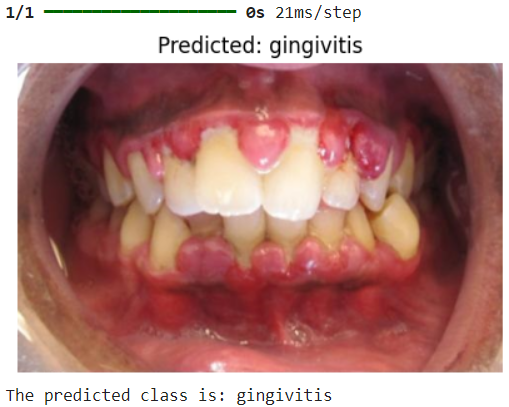 1/1 ━━━━━━━━━━━━━━━━━━━━ 0s 21ms/step
Predicted: gingivitis
The predicted class is: gingivitis